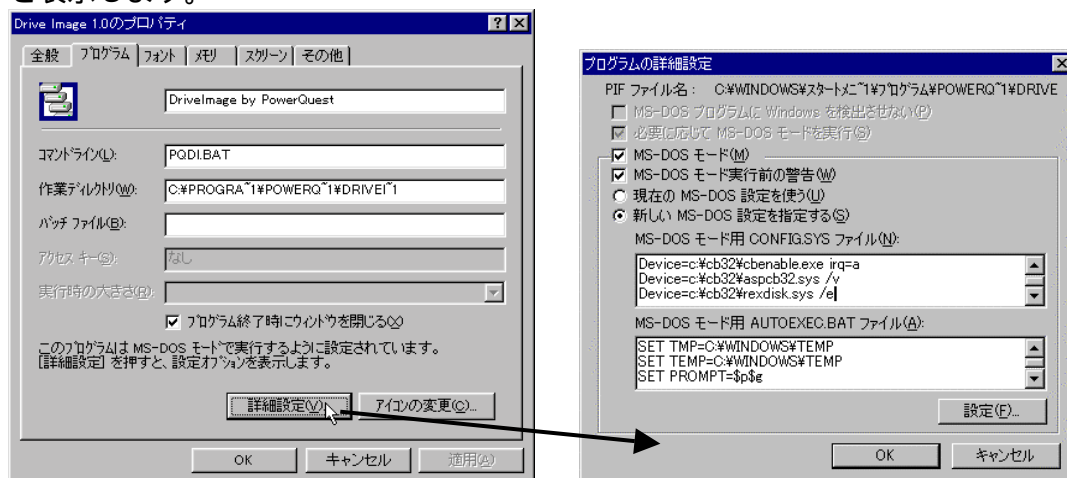 を表示します。
Drive Image 1.0のプロパティ
全般 プログラム フォント メモリ スクリーン その他
DriveImage by PowerQuest
コマンドライン(L): PQDI.BAT
作業ディレクトリ(W): C:¥PROGRA~1¥POWERQ~1¥DRIVEI~1
バッチ ファイル(B):
アクセス キー(S): なし
実行時の大きさ(R):
プログラム終了時にウィンドウを閉じる(X)
このプログラムは MS-DOS モードで実行するように設定されています。
[詳細設定] を押すと、設定オプションを表示します。
詳細設定(V)... アイコンの変更(C)...
OK キャンセル 適用(A)
プログラムの詳細設定
PIF ファイル名: C:¥WINDOWS¥スタートメニ~1¥プログラム¥POWERQ~1¥DRIVE
MS-DOS プログラムに Windows を検出させない(P)
必要に応じて MS-DOS モードを実行(S)
MS-DOS モード(M)
MS-DOS モード実行前の警告(W)
現在の MS-DOS 設定を使う(U)
新しい MS-DOS 設定を指定する(S)
MS-DOS モード用 CONFIG.SYS ファイル(N):
Device=c:¥cb32¥cbenable.exe irq=a
Device=c:¥cb32¥aspcb32.sys /v
Device=c:¥cb32¥rexdisk.sys /e
MS-DOS モード用 AUTOEXEC.BAT ファイル(A):
SET TMP=C:¥WINDOWS¥TEMP
SET TEMP=C:¥WINDOWS¥TEMP
SET PROMPT=$p$g
設定(F)...
OK キャンセル